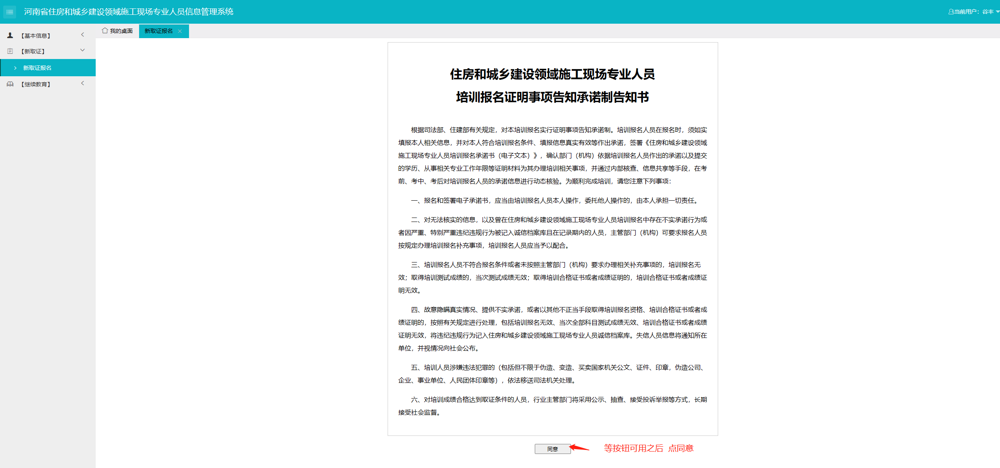 河南省住房和城乡建设领域施工现场专业人员信息管理系统
当前用户：谷丰
【基本信息】
【新取证】
新取证报名
【继续教育】
我的桌面
新取证报名
住房和城乡建设领域施工现场专业人员
培训报名证明事项告知承诺制告知书
根据司法部、住建部有关规定，对本培训报名实行证明事项告知承诺制。培训报名人员在报名时，须如实
填报本人相关信息，并对本人符合培训报名条件、填报信息真实有效等作出承诺，签署《住房和城乡建设领域
施工现场专业人员培训报名承诺书（电子文本）》，确认部门（机构）依据培训报名人员作出的承诺以及提交
的学历、从事相关专业工作年限等证明材料为其办理培训相关事项，并通过内部核查、信息共享等手段，在考
前、考中、考后对培训报名人员的承诺信息进行动态核验。为顺利完成培训，请您注意下列事项：
一、报名和签署电子承诺书，应当由培训报名人员本人操作，委托他人操作的，由本人承担一切责任。
二、对无法核实的信息，以及曾在住房和城乡建设领域施工现场专业人员培训报名中存在不实承诺行为或
者因严重、特别严重违纪违规行为被记入诚信档案库且在记录期内的人员，主管部门（机构）可要求报名人员
按规定办理培训报名补充事项，培训报名人员应当予以配合。
三、培训报名人员不符合报名条件或者未按照主管部门（机构）要求办理相关补充事项的，培训报名无
效；取得培训测试成绩的，当次测试成绩无效；取得培训合格证书或者成绩证明的，培训合格证书或者成绩证
明无效。
四、故意隐瞒真实情况、提供不实承诺，或者以其他不正当手段取得培训报名资格、培训合格证书或者成
绩证明的，按照有关规定进行处理，包括培训报名无效、当次全部科目测试成绩无效、培训合格证书或者成绩
证明无效，将违纪违规行为记入住房和城乡建设领域施工现场专业人员诚信档案库。失信人员信息将通知所在
单位，并视情况向社会公布。
五、培训人员涉嫌违法犯罪的（包括但不限于伪造、变造、买卖国家机关公文、证件、印章，伪造公司、
企业、事业单位、人民团体印章等），依法移送司法机关处理。
六、对培训成绩合格达到取证条件的人员，行业主管部门将采用公示、抽查、接受投诉举报等方式，长期
接受社会监督。
同意
等按钮可用之后 点同意